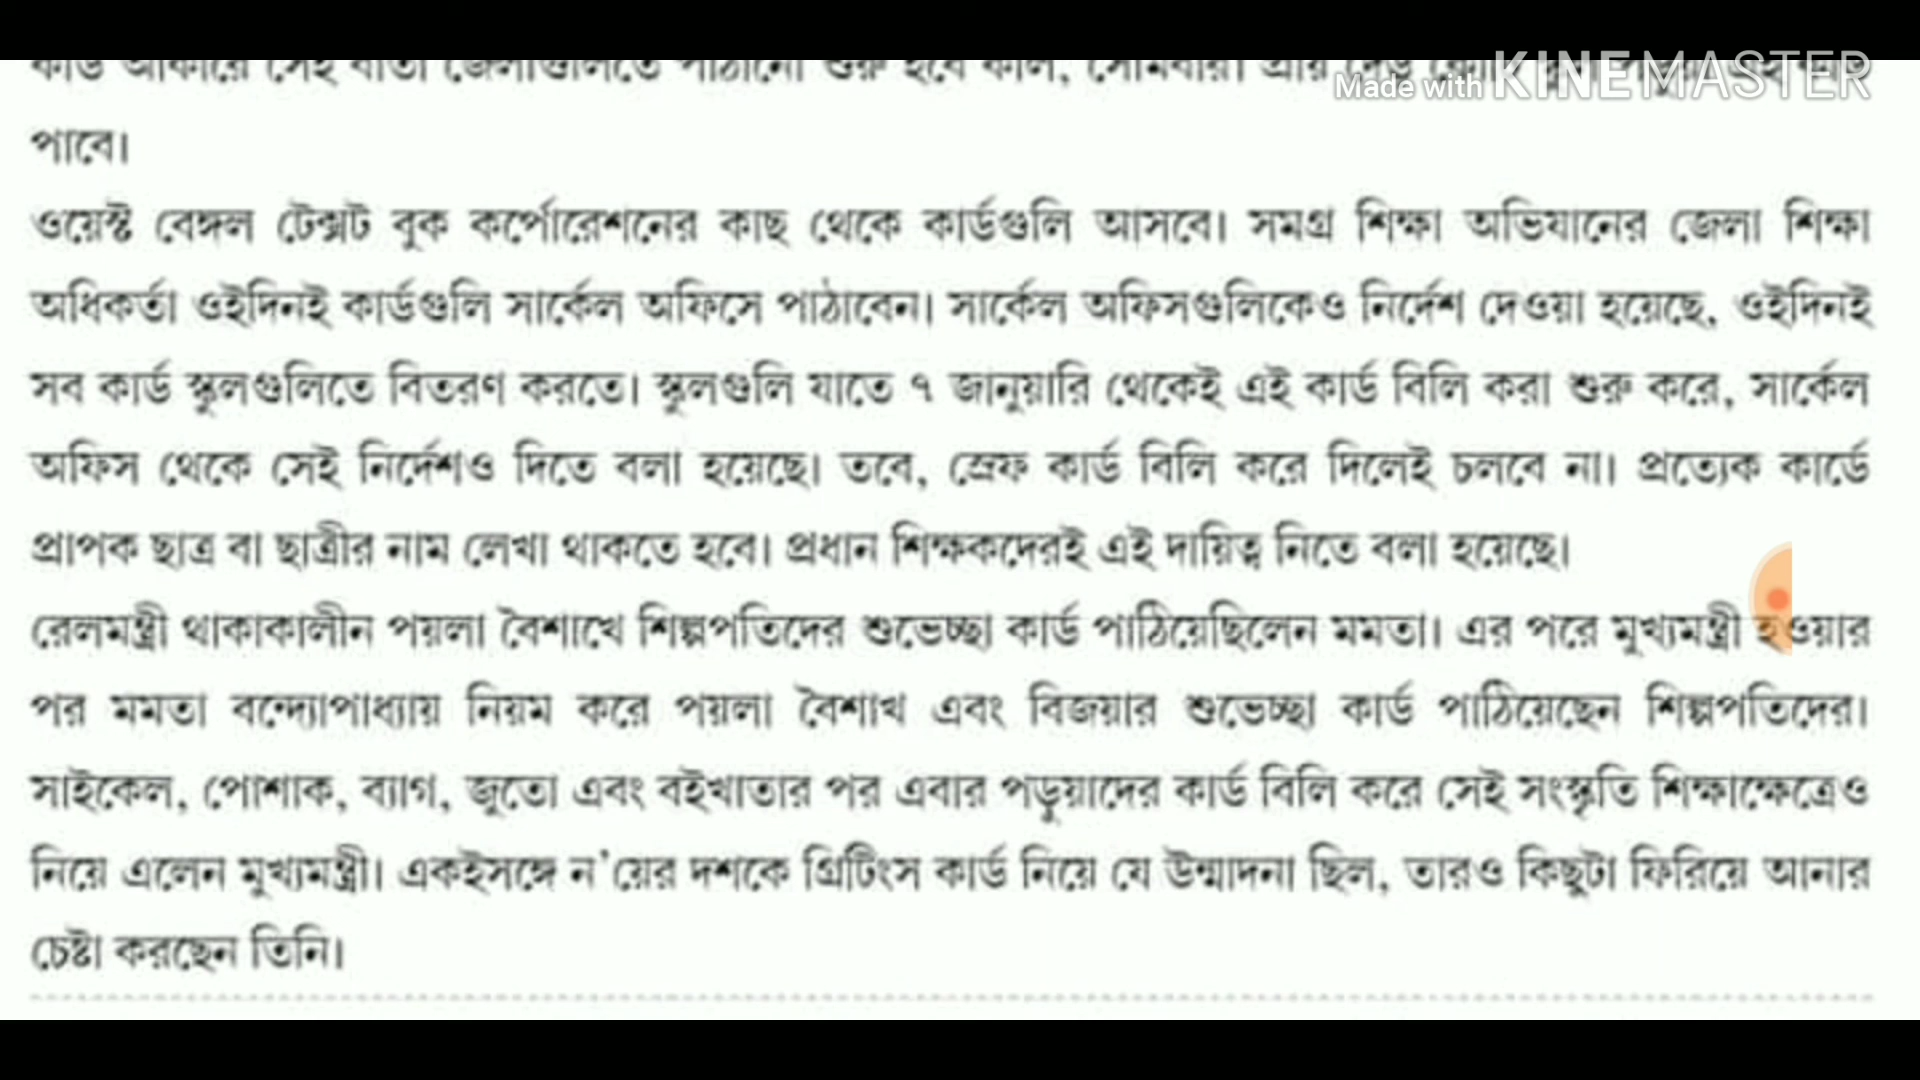 কার্ড আকারে সেই বার্তা জেলাগুলিতে পাঠানো শুরু হবে কাল, সোমবার। প্রায় দেড় কোটি
Made with KINEMASTER
পাবে।
ওয়েস্ট বেঙ্গল টেক্সট বুক কর্পোরেশনের কাছ থেকে কার্ডগুলি আসবে। সমগ্র শিক্ষা অভিযানের জেলা শিক্ষা
অধিকর্তা ওইদিনই কার্ডগুলি সার্কেল অফিসে পাঠাবেন। সার্কেল অফিসগুলিকেও নির্দেশ দেওয়া হয়েছে, ওইদিনই
সব কার্ড স্কুলগুলিতে বিতরণ করতে। স্কুলগুলি যাতে ৭ জানুয়ারি থেকেই এই কার্ড বিলি করা শুরু করে, সার্কেল
অফিস থেকে সেই নির্দেশও দিতে বলা হয়েছে। তবে, স্রেফ কার্ড বিলি করে দিলেই চলবে না। প্রত্যেক কার্ডে
প্রাপক ছাত্র বা ছাত্রীর নাম লেখা থাকতে হবে। প্রধান শিক্ষকদেরই এই দায়িত্ব নিতে বলা হয়েছে।
রেলমন্ত্রী থাকাকালীন পয়লা বৈশাখে শিল্পপতিদের শুভেচ্ছা কার্ড পাঠিয়েছিলেন মমতা। এর পরে মুখ্যমন্ত্রী হওয়ার
পর মমতা বন্দ্যোপাধ্যায় নিয়ম করে পয়লা বৈশাখ এবং বিজয়ার শুভেচ্ছা কার্ড পাঠিয়েছেন শিল্পপতিদের।
সাইকেল, পোশাক, ব্যাগ, জুতো এবং বইখাতার পর এবার পড়ুয়াদের কার্ড বিলি করে সেই সংস্কৃতি শিক্ষাক্ষেত্রেও
নিয়ে এলেন মুখ্যমন্ত্রী। একইসঙ্গে ন'য়ের দশকে গ্রিটিংস কার্ড নিয়ে যে উন্মাদনা ছিল, তারও কিছুটা ফিরিয়ে আনার
চেষ্টা করছেন তিনি।